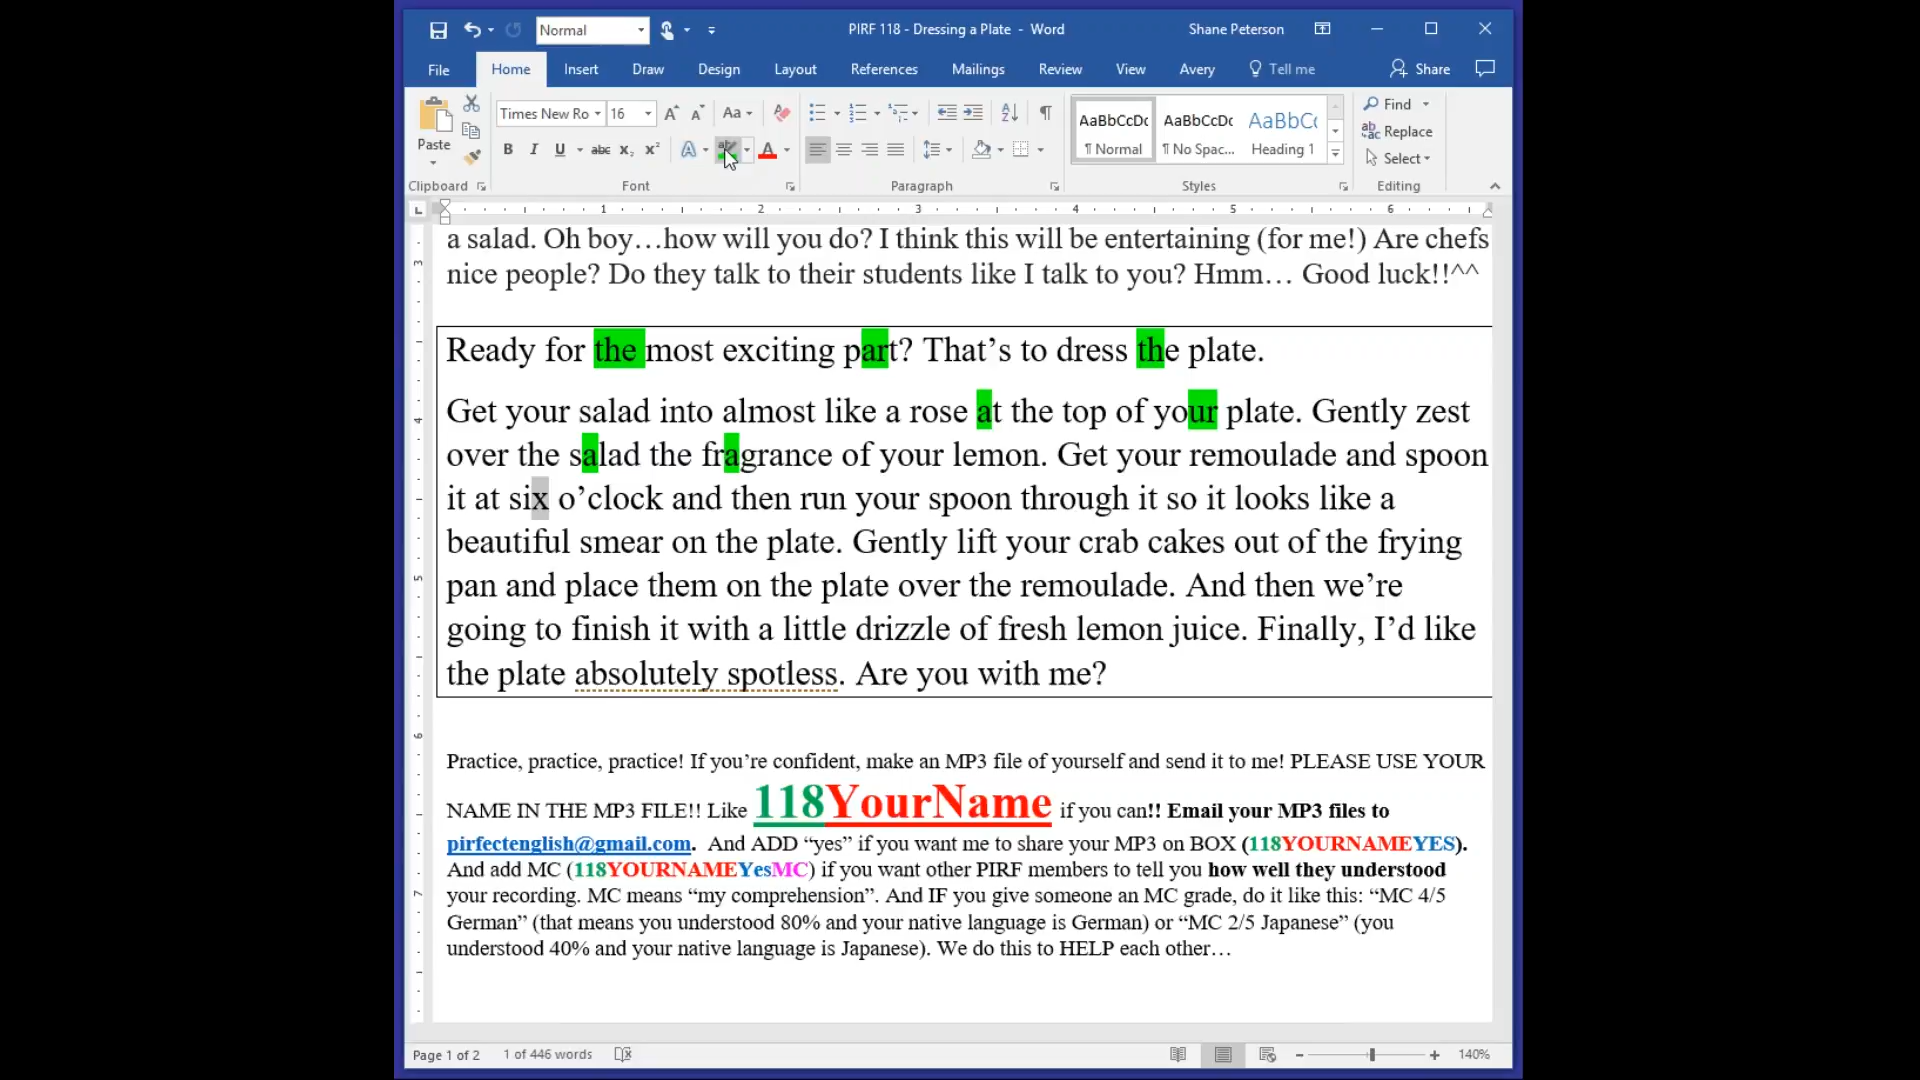 Normal
PIRF 118 - Dressing a Plate - Word
Shane Peterson
File Home Insert Draw Design Layout References Mailings Review View Avery Tell me Share
Times New Ro 16 Aa
Paste
B I U abc x₂ x² A A
AaBbCcDc AaBbCcDc AaBbCc
¶ Normal ¶ No Spac... Heading 1
Find
Replace
Select
Clipboard Font Paragraph Styles Editing
1 2 3 4 5 6
a salad. Oh boy…how will you do? I think this will be entertaining (for me!) Are chefs
nice people? Do they talk to their students like I talk to you? Hmm… Good luck!!^^
Ready for the most exciting part? That’s to dress the plate.
Get your salad into almost like a rose at the top of your plate. Gently zest
over the salad the fragrance of your lemon. Get your remoulade and spoon
it at six o’clock and then run your spoon through it so it looks like a
beautiful smear on the plate. Gently lift your crab cakes out of the frying
pan and place them on the plate over the remoulade. And then we’re
going to finish it with a little drizzle of fresh lemon juice. Finally, I’d like
the plate absolutely spotless. Are you with me?
Practice, practice, practice! If you’re confident, make an MP3 file of yourself and send it to me! PLEASE USE YOUR
NAME IN THE MP3 FILE!! Like 118YourName if you can!! Email your MP3 files to
pirfectenglish@gmail.com. And ADD “yes” if you want me to share your MP3 on BOX (118YOURNAMEYES).
And add MC (118YOURNAMEYesMC) if you want other PIRF members to tell you how well they understood
your recording. MC means “my comprehension”. And IF you give someone an MC grade, do it like this: “MC 4/5
German” (that means you understood 80% and your native language is German) or “MC 2/5 Japanese” (you
understood 40% and your native language is Japanese). We do this to HELP each other…
Page 1 of 2 1 of 446 words 140%